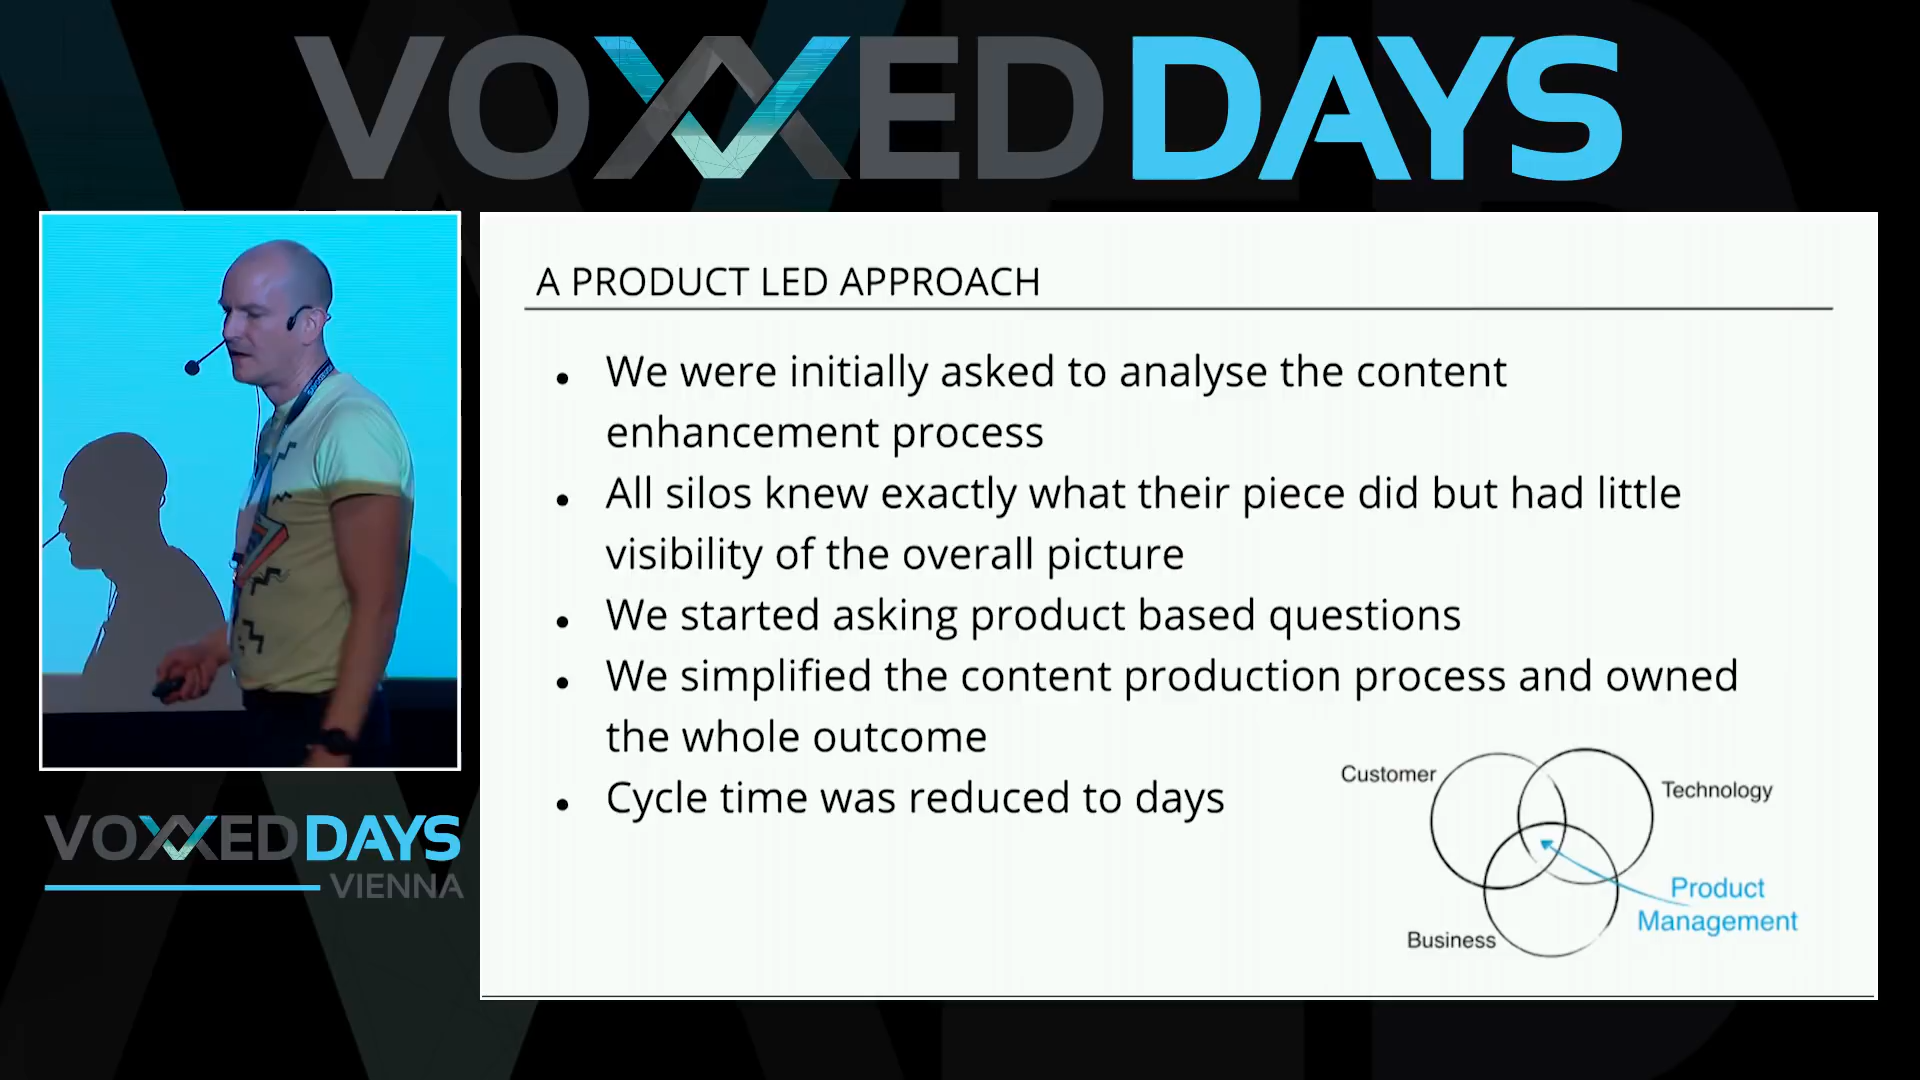 VOXXED DAYS
A PRODUCT LED APPROACH
• We were initially asked to analyse the content
enhancement process
• All silos knew exactly what their piece did but had little
visibility of the overall picture
• We started asking product based questions
• We simplified the content production process and owned
the whole outcome
• Cycle time was reduced to days
Customer
Technology
Product
Management
Business
VOXXED DAYS
VIENNA